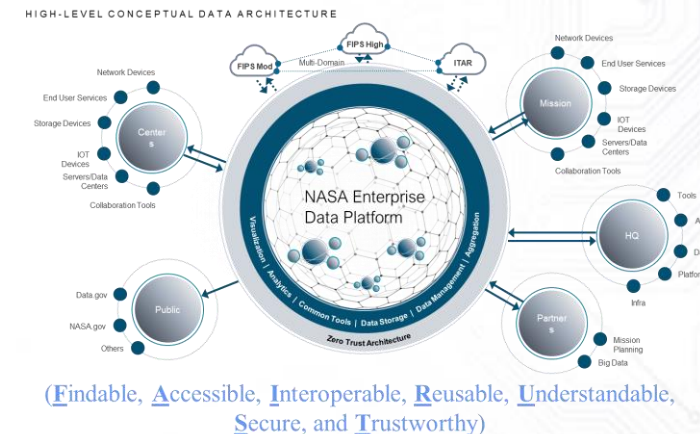 HIGH-LEVEL CONCEPTUAL DATA ARCHITECTURE
FIPS Mod
Multi-Domain
FIPS High
ITAR
Network Devices
End User Services
Storage Devices
IOT
Devices
Servers/Data
Centers
Collaboration Tools
Center
s
Network Devices
End User Services
Storage Devices
IOT
Devices
Servers/Data
Centers
Collaboration Tools
Mission
NASA Enterprise
Data Platform
Visualization | Analytics | Common Tools | Data Storage | Data Management | Aggregation
Zero Trust Architecture
Tools
Platfor
Infra
HQ
Data.gov
NASA.gov
Others
Public
Partner
s
Mission
Planning
Big Data
(Findable, Accessible, Interoperable, Reusable, Understandable,
Secure, and Trustworthy)